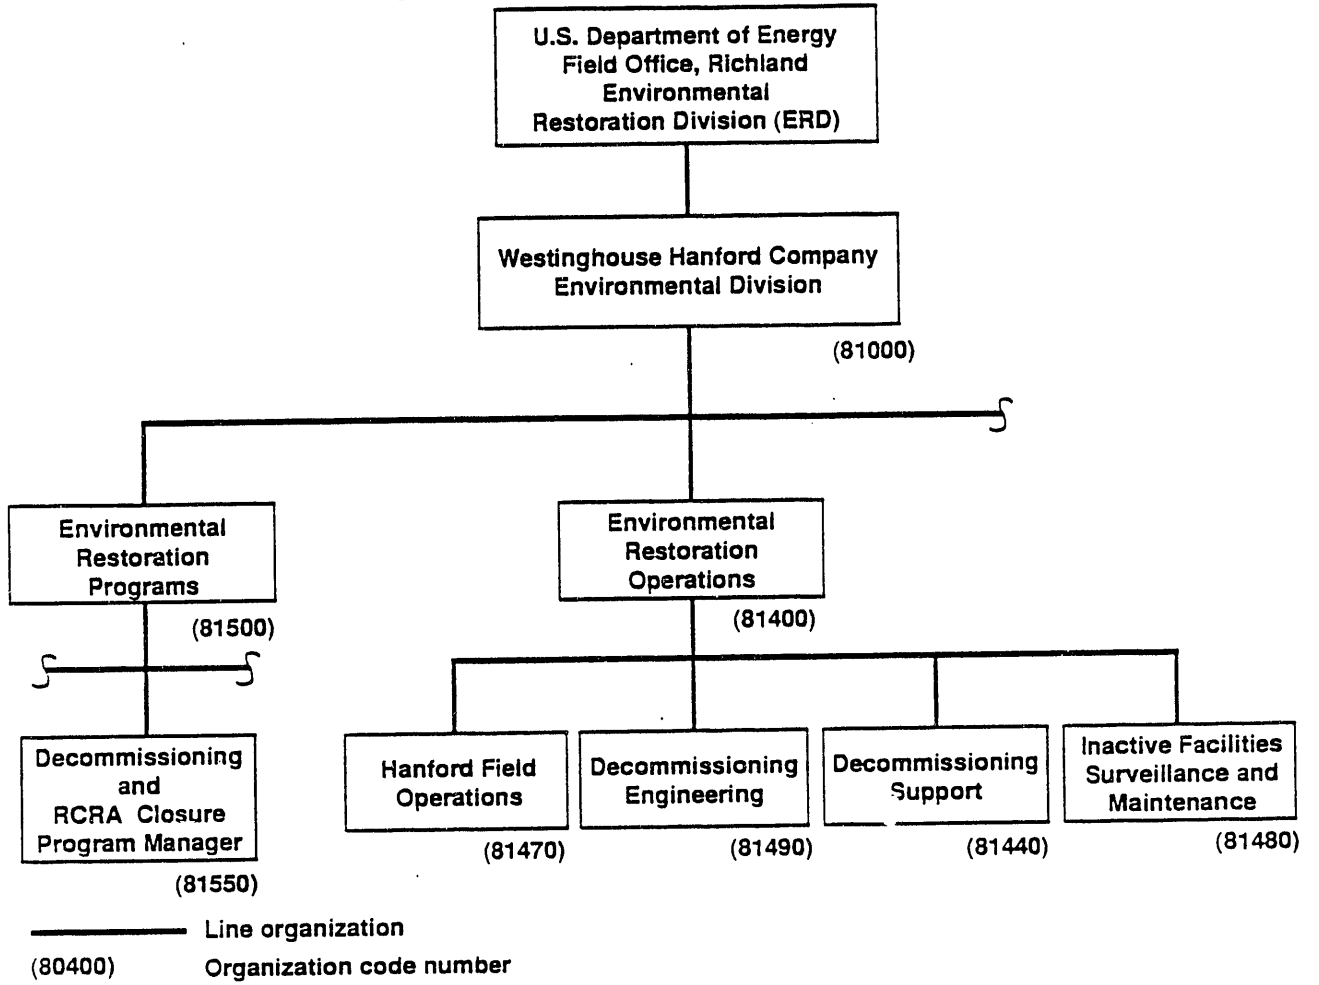 U.S. Department of Energy
Field Office, Richland
Environmental
Restoration Division (ERD)
Westinghouse Hanford Company
Environmental Division
(81000)
Environmental
Restoration
Programs
(81500)
Environmental
Restoration
Operations
(81400)
Decommissioning
and
RCRA Closure
Program Manager
(81550)
Hanford Field
Operations
(81470)
Decommissioning
Engineering
(81490)
Decommissioning
Support
(81440)
Inactive Facilities
Surveillance and
Maintenance
(81480)
Line organization
(80400) Organization code number